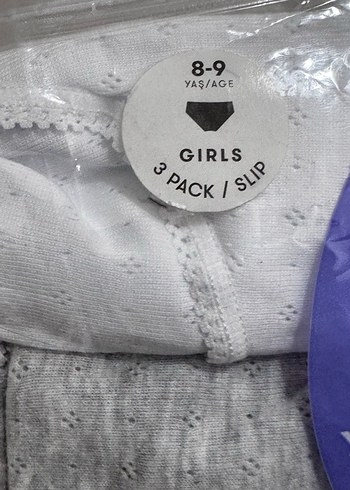 8-9
YAŞ/AGE
GIRLS
3 PACK / SLIP